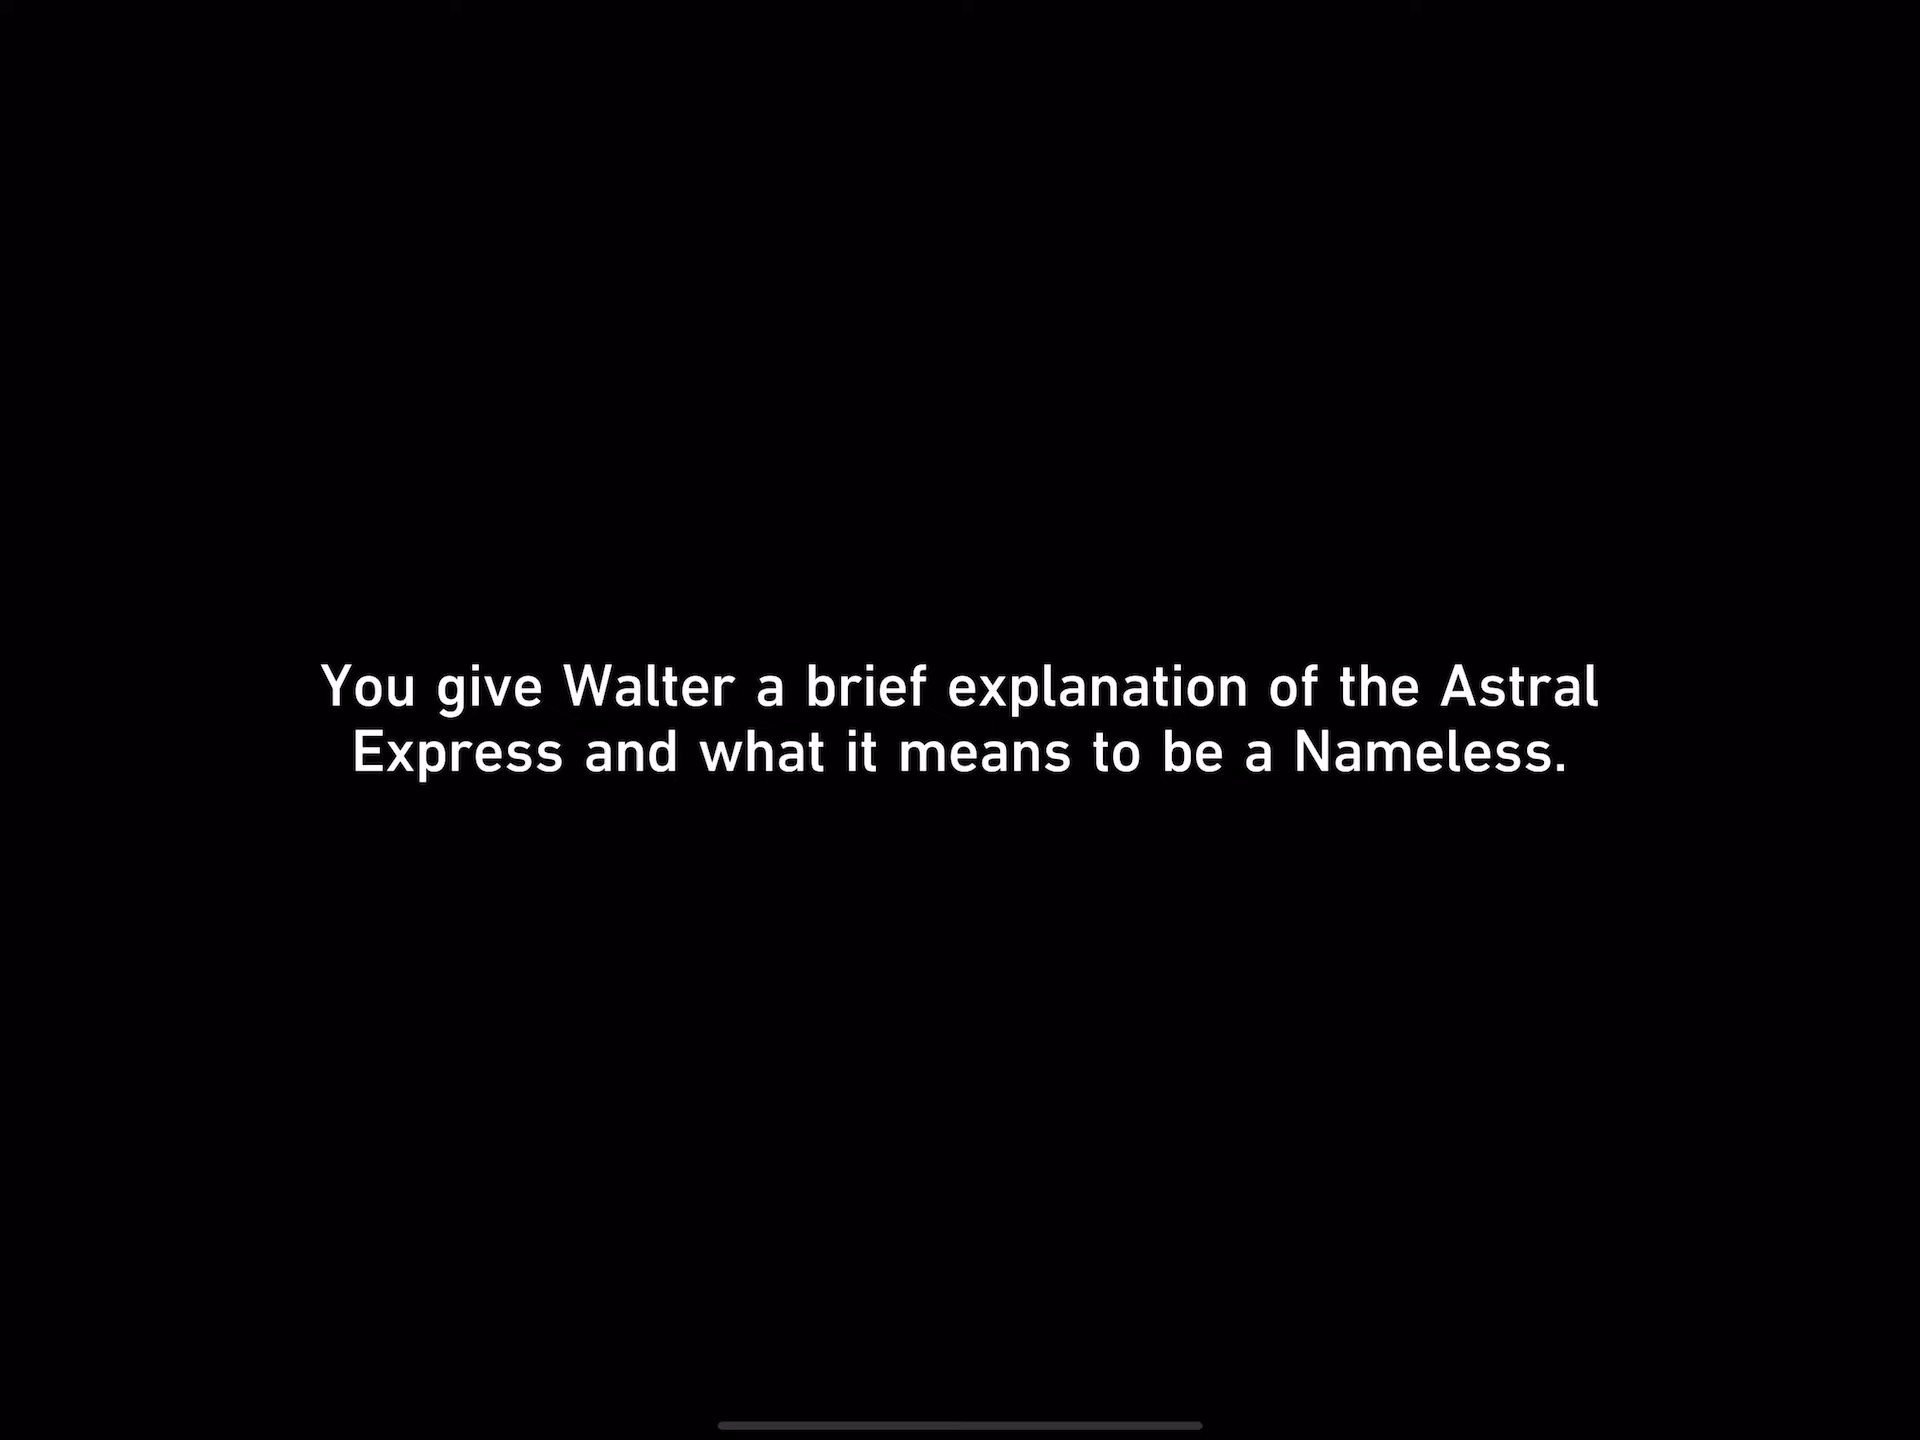 You give Walter a brief explanation of the Astral
Express and what it means to be a Nameless.